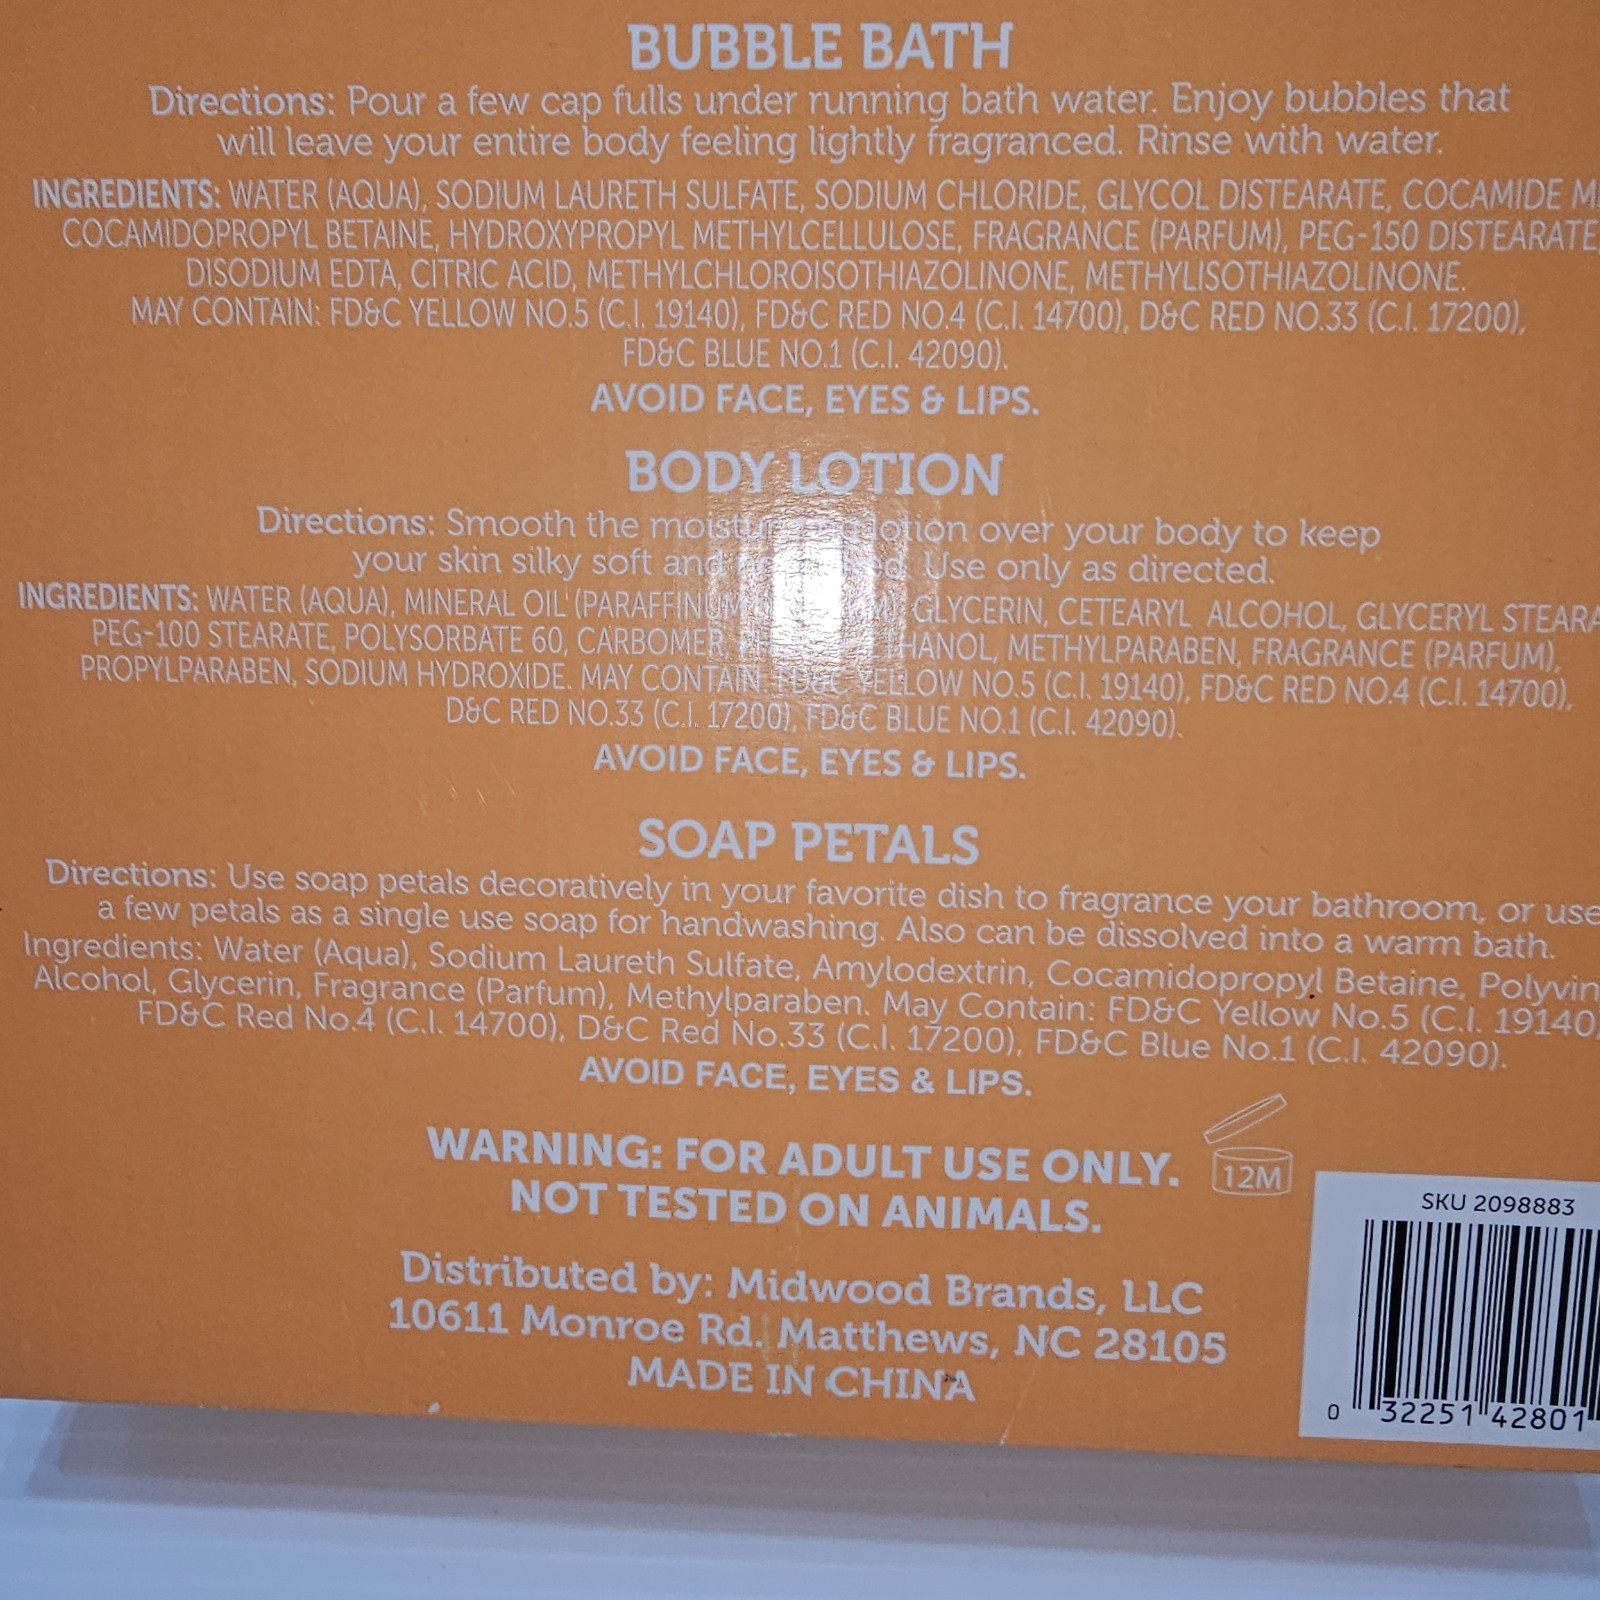 BUBBLE BATH
Directions: Pour a few cap fulls under running bath water. Enjoy bubbles that
will leave your entire body feeling lightly fragranced. Rinse with water.
INGREDIENTS: WATER (AQUA), SODIUM LAURETH SULFATE, SODIUM CHLORIDE, GLYCOL DISTEARATE, COCAMIDE
COCAMIDOPROPYL BETAINE, HYDROXYPROPYL METHYLCELLULOSE, FRAGRANCE (PARFUM), PEG-150 DISTEARATE,
DISODIUM EDTA, CITRIC ACID, METHYLCHLOROISOTHIAZOLINONE, METHYLISOTHIAZOLINONE.
MAY CONTAIN: FD&C YELLOW NO.5 (C.I. 19140), FD&C RED NO.4 (C.I. 14700), D&C RED NO.33 (C.I. 17200),
FD&C BLUE NO.1 (C.I. 42090).
AVOID FACE, EYES & LIPS.
BODY LOTION
Directions: Smooth the lotion over your body to keep
your skin silky soft and Use only as directed.
INGREDIENTS: WATER (AQUA), MINERAL OIL (PARAFFINUM GLYCERIN, CETEARYL ALCOHOL, GLYCERYL
PEG-100 STEARATE, POLYSORBATE 60, CARBOMER, METHYLPARABEN, FRAGRANCE (PARFUM),
PROPYLPARABEN, SODIUM HYDROXIDE. MAY CONTAIN FD&C YELLOW NO.5 (C.I. 19140), FD&C RED NO.4 (C.I. 14700),
D&C RED NO.33 (C.I. 17200), FD&C BLUE NO.1 (C.I. 42090).
AVOID FACE, EYES & LIPS.
SOAP PETALS
Directions: Use soap petals decoratively in your favorite dish to fragrance your bathroom, or use
a few petals as a single use soap for handwashing. Also can be dissolved into a warm bath.
Ingredients: Water (Aqua), Sodium Laureth Sulfate, Amylodextrin, Cocamidopropyl Betaine,
Alcohol, Glycerin, Fragrance (Parfum), Methylparaben. May Contain: FD&C Yellow No.5 (C.I. 19140)
FD&C Red No.4 (C.I. 14700), D&C Red No.33 (C.I. 17200), FD&C Blue No.1 (C.I. 42090).
AVOID FACE, EYES & LIPS.
WARNING: FOR ADULT USE ONLY.
NOT TESTED ON ANIMALS.
12M
Distributed by: Midwood Brands, LLC
10611 Monroe Rd. Matthews, NC 28105
MADE IN CHINA
SKU 2098883
0 32251 42801